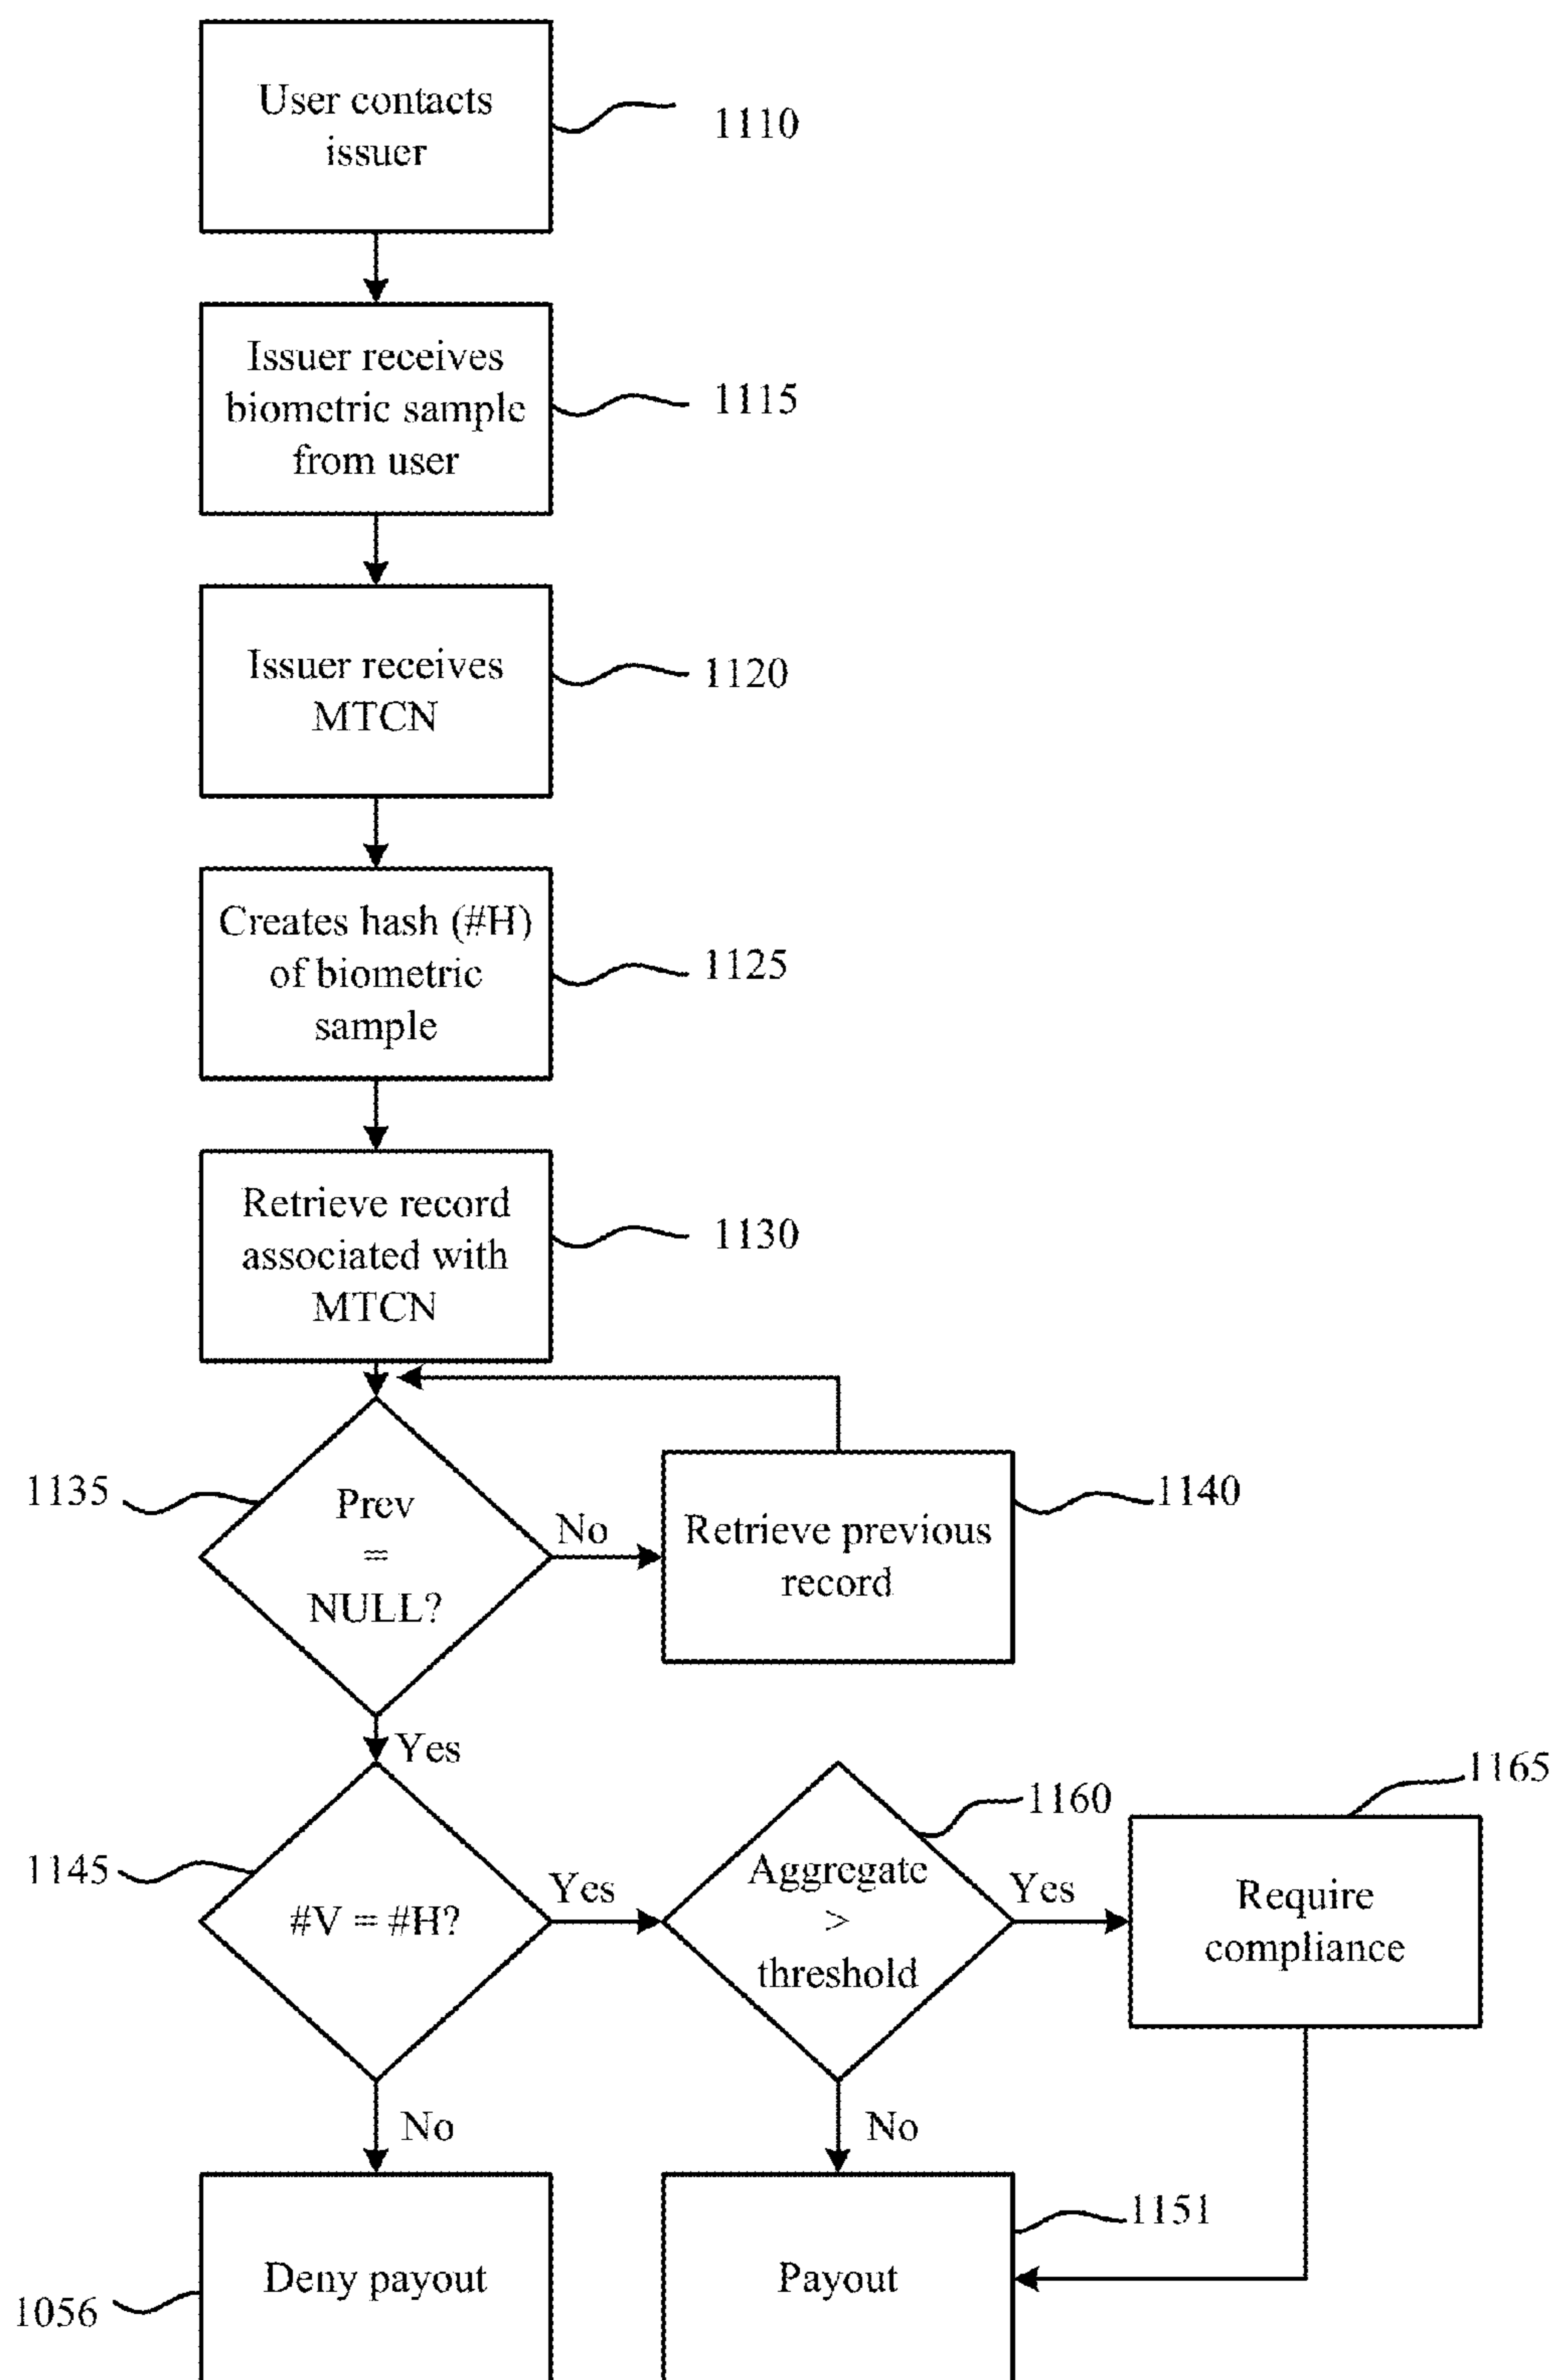 User contacts
issuer
1110
Issuer receives
biometric sample
from user
1115
Issuer receives
MTCN
1120
Creates hash (#H)
of biometric
sample
1125
Retrieve record
associated with
MTCN
1130
1135
Prev
=
NULL?
No
Retrieve previous
record
1140
Yes
1145
#V = #H?
Yes
Aggregate
>
threshold
1160
Yes
Require
compliance
1165
No
No
Deny payout
1056
Payout
1151